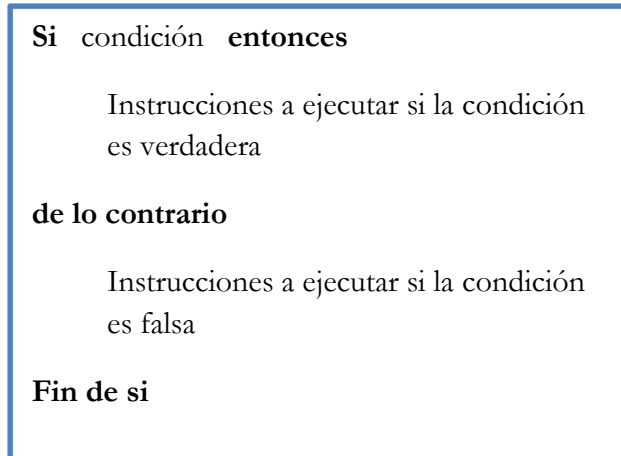 Si condición entonces
Instrucciones a ejecutar si la condición
es verdadera
de lo contrario
Instrucciones a ejecutar si la condición
es falsa
Fin de si